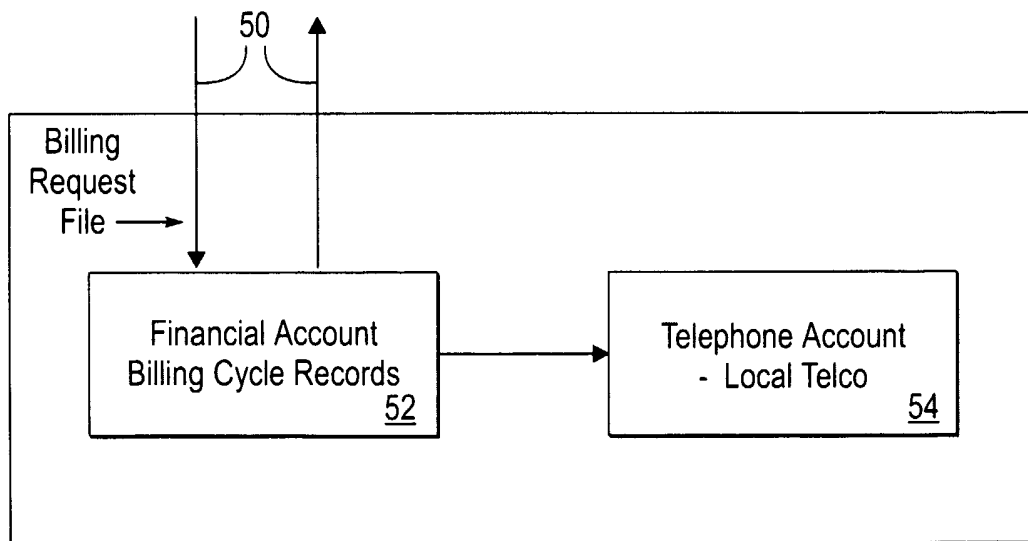 50
Billing
Request
File
Financial Account
Billing Cycle Records
52
Telephone Account
- Local Telco
54